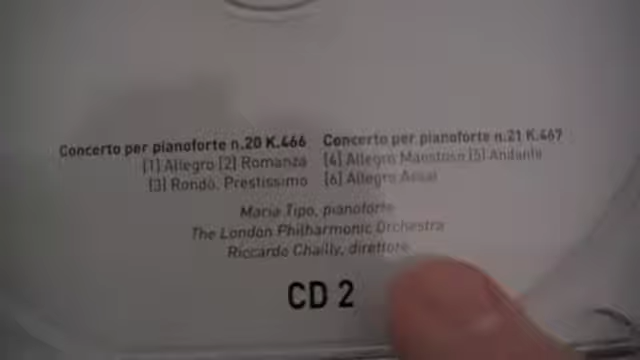 Concerto per pianoforte n.20 K.466 Concerto per pianoforte n.21 K.467
[1] Allegro [2] Romanza [4] Allegro Maestoso [5] Andante
[3] Rondò. Prestissimo [6] Allegro Assai
Maria Tipo, pianoforte
The London Philharmonic Orchestra
Riccardo Chailly, direttore
CD 2